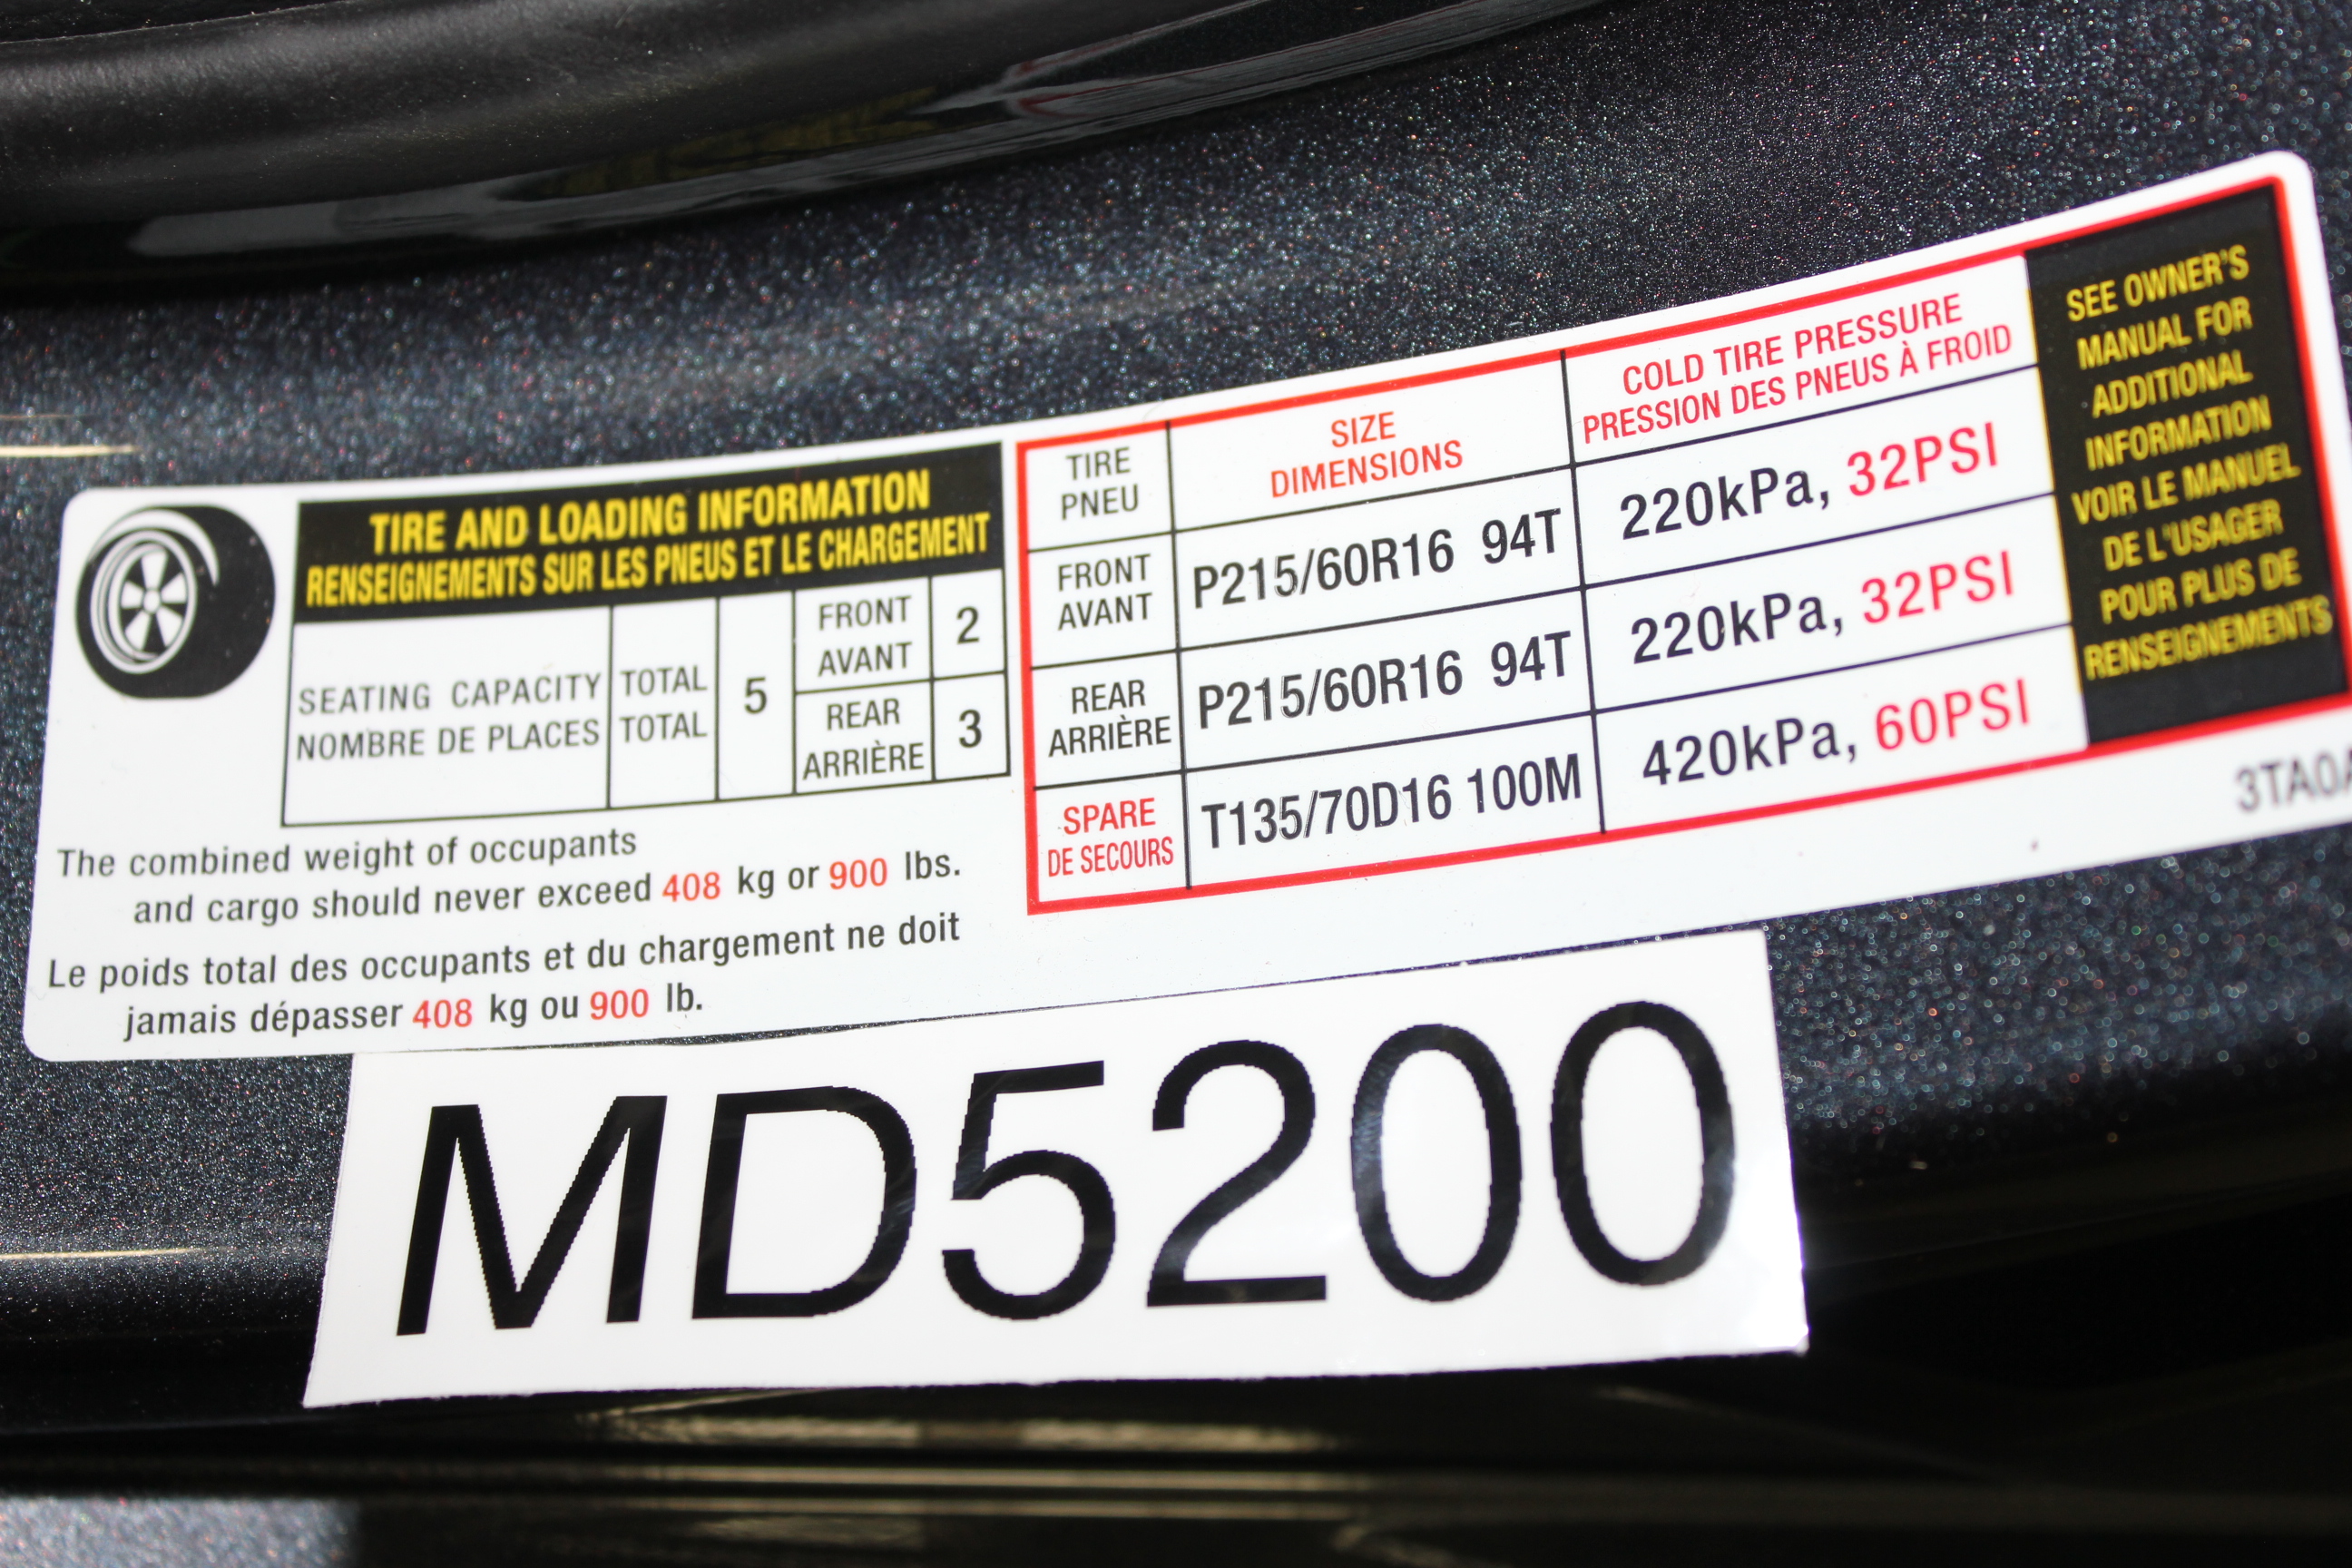 TIRE AND LOADING INFORMATION
RENSEIGNEMENTS SUR LES PNEUS ET LE CHARGEMENT
SEATING CAPACITY
NOMBRE DE PLACES
TOTAL
TOTAL
5
FRONT
AVANT
2
REAR
ARRIÈRE
3
The combined weight of occupants
and cargo should never exceed 408 kg or 900 lbs.
Le poids total des occupants et du chargement ne doit
jamais dépasser 408 kg ou 900 lb.
TIRE
PNEU
SIZE
DIMENSIONS
COLD TIRE PRESSURE
PRESSION DES PNEUS À FROID
FRONT
AVANT
P215/60R16 94T
220kPa, 32PSI
REAR
ARRIÈRE
P215/60R16 94T
220kPa, 32PSI
SPARE
DE SECOURS
T135/70D16 100M
420kPa, 60PSI
SEE OWNER'S
MANUAL FOR
ADDITIONAL
INFORMATION
VOIR LE MANUEL
DE L'USAGER
POUR PLUS DE
RENSEIGNEMENTS
MD5200